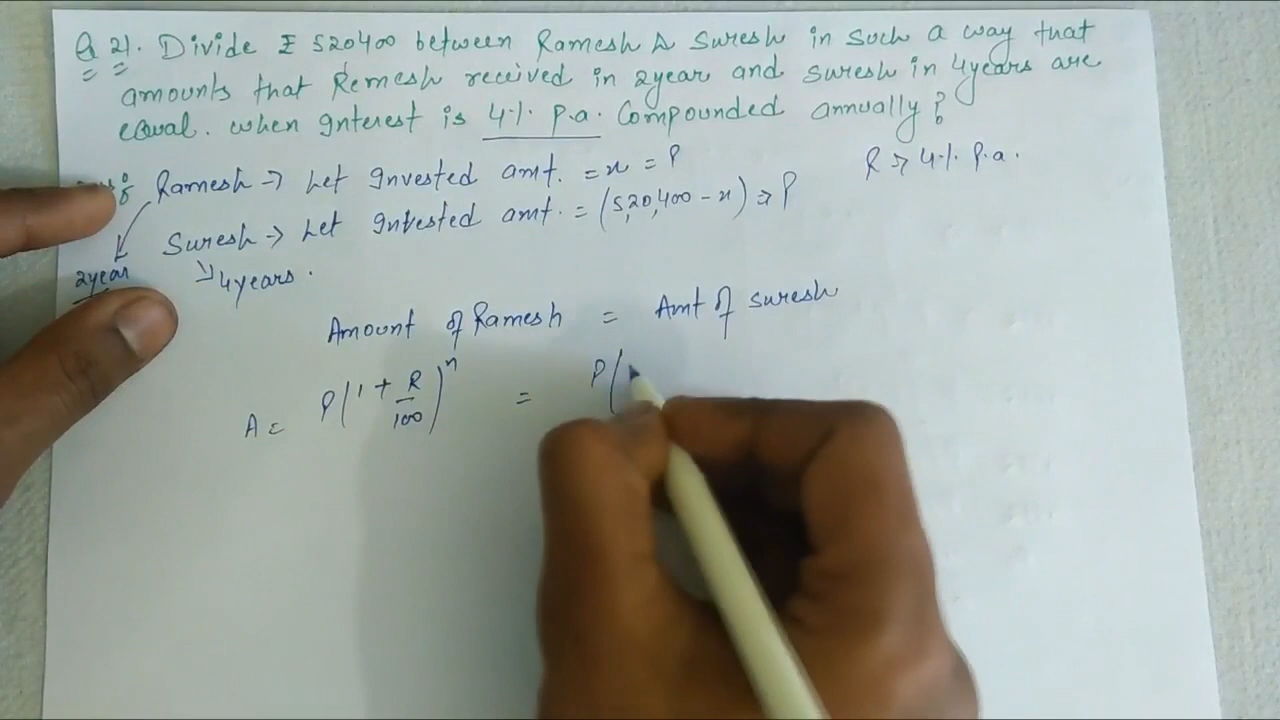 Q 21. Divide ₹ 520400 between Ramesh & Suresh in such a way that
amounts that Remesh received in 2year and suresh in 4years are
equal. when interest is 4% p.a. compounded annually?
Ramesh → Let invested amt. = x = P
R → 4% P.a.
Suresh → Let invested amt. = (5,20,400 - x) ⇒ P
2year
↘ 4years.
Amount of Ramesh = Amt of suresh
A = P(1 + R/100)^n = P(